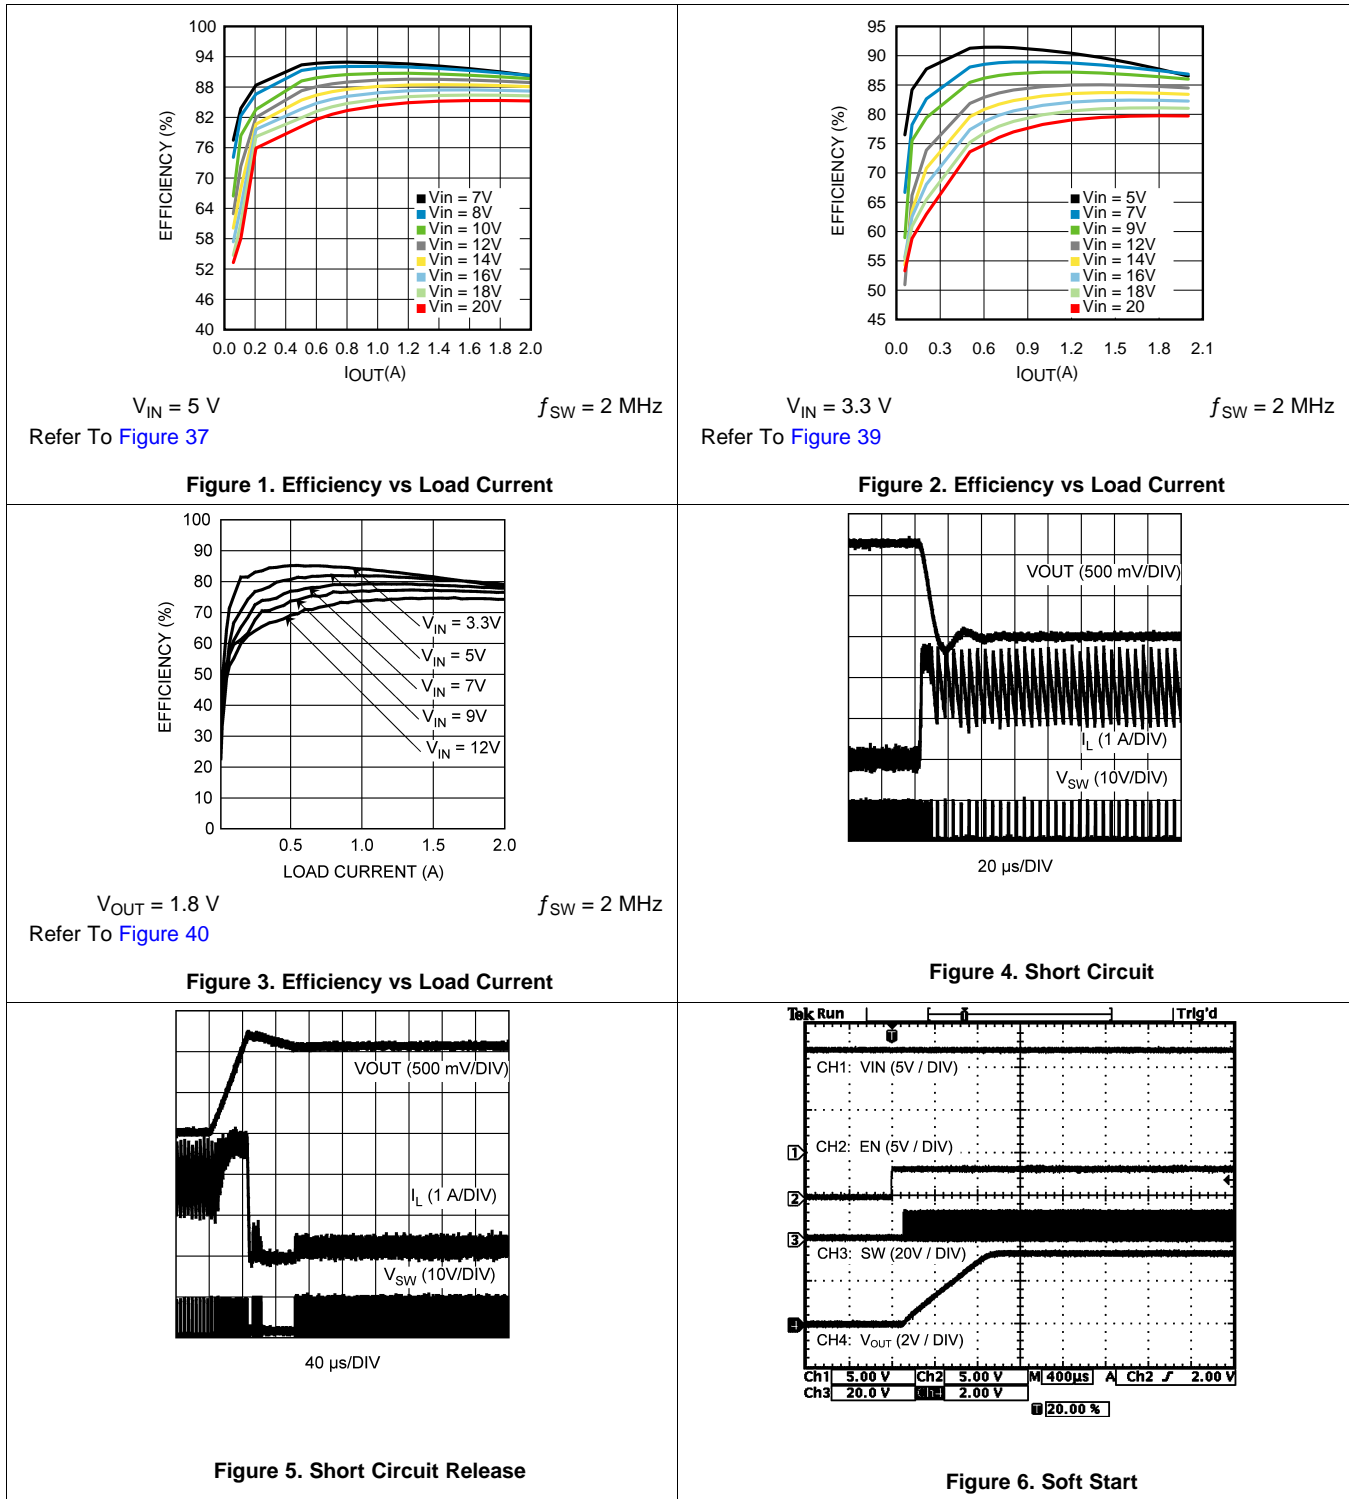 100
94
88
82
76
70
64
58
52
46
40
EFFICIENCY (%)
Vin = 7V
Vin = 8V
Vin = 10V
Vin = 12V
Vin = 14V
Vin = 16V
Vin = 18V
Vin = 20V
0.0 0.2 0.4 0.6 0.8 1.0 1.2 1.4 1.6 1.8 2.0
IOUT(A)
VIN = 5 V
ƒSW = 2 MHz
Refer To Figure 37
Figure 1. Efficiency vs Load Current
95
90
85
80
75
70
65
60
55
50
45
EFFICIENCY (%)
Vin = 5V
Vin = 7V
Vin = 9V
Vin = 12V
Vin = 14V
Vin = 16V
Vin = 18V
Vin = 20
0.0 0.3 0.6 0.9 1.2 1.5 1.8 2.1
IOUT(A)
VIN = 3.3 V
ƒSW = 2 MHz
Refer To Figure 39
Figure 2. Efficiency vs Load Current
100
90
80
70
60
50
40
30
20
10
0
EFFICIENCY (%)
VIN = 3.3V
VIN = 5V
VIN = 7V
VIN = 9V
VIN = 12V
0.5 1.0 1.5 2.0
LOAD CURRENT (A)
VOUT = 1.8 V
ƒSW = 2 MHz
Refer To Figure 40
Figure 3. Efficiency vs Load Current
VOUT (500 mV/DIV)
IL (1 A/DIV)
VSW (10V/DIV)
20 µs/DIV
Figure 4. Short Circuit
VOUT (500 mV/DIV)
IL (1 A/DIV)
VSW (10V/DIV)
40 µs/DIV
Figure 5. Short Circuit Release
Tek Run
Trig'd
T
CH1: VIN (5V / DIV)
1
CH2: EN (5V / DIV)
2
3
CH3: SW (20V / DIV)
4
CH4: VOUT (2V / DIV)
Ch1 5.00 V Ch2 5.00 V M 400µs A Ch2 ƒ 2.00 V
Ch3 20.0 V Ch4 2.00 V
T 20.00 %
Figure 6. Soft Start